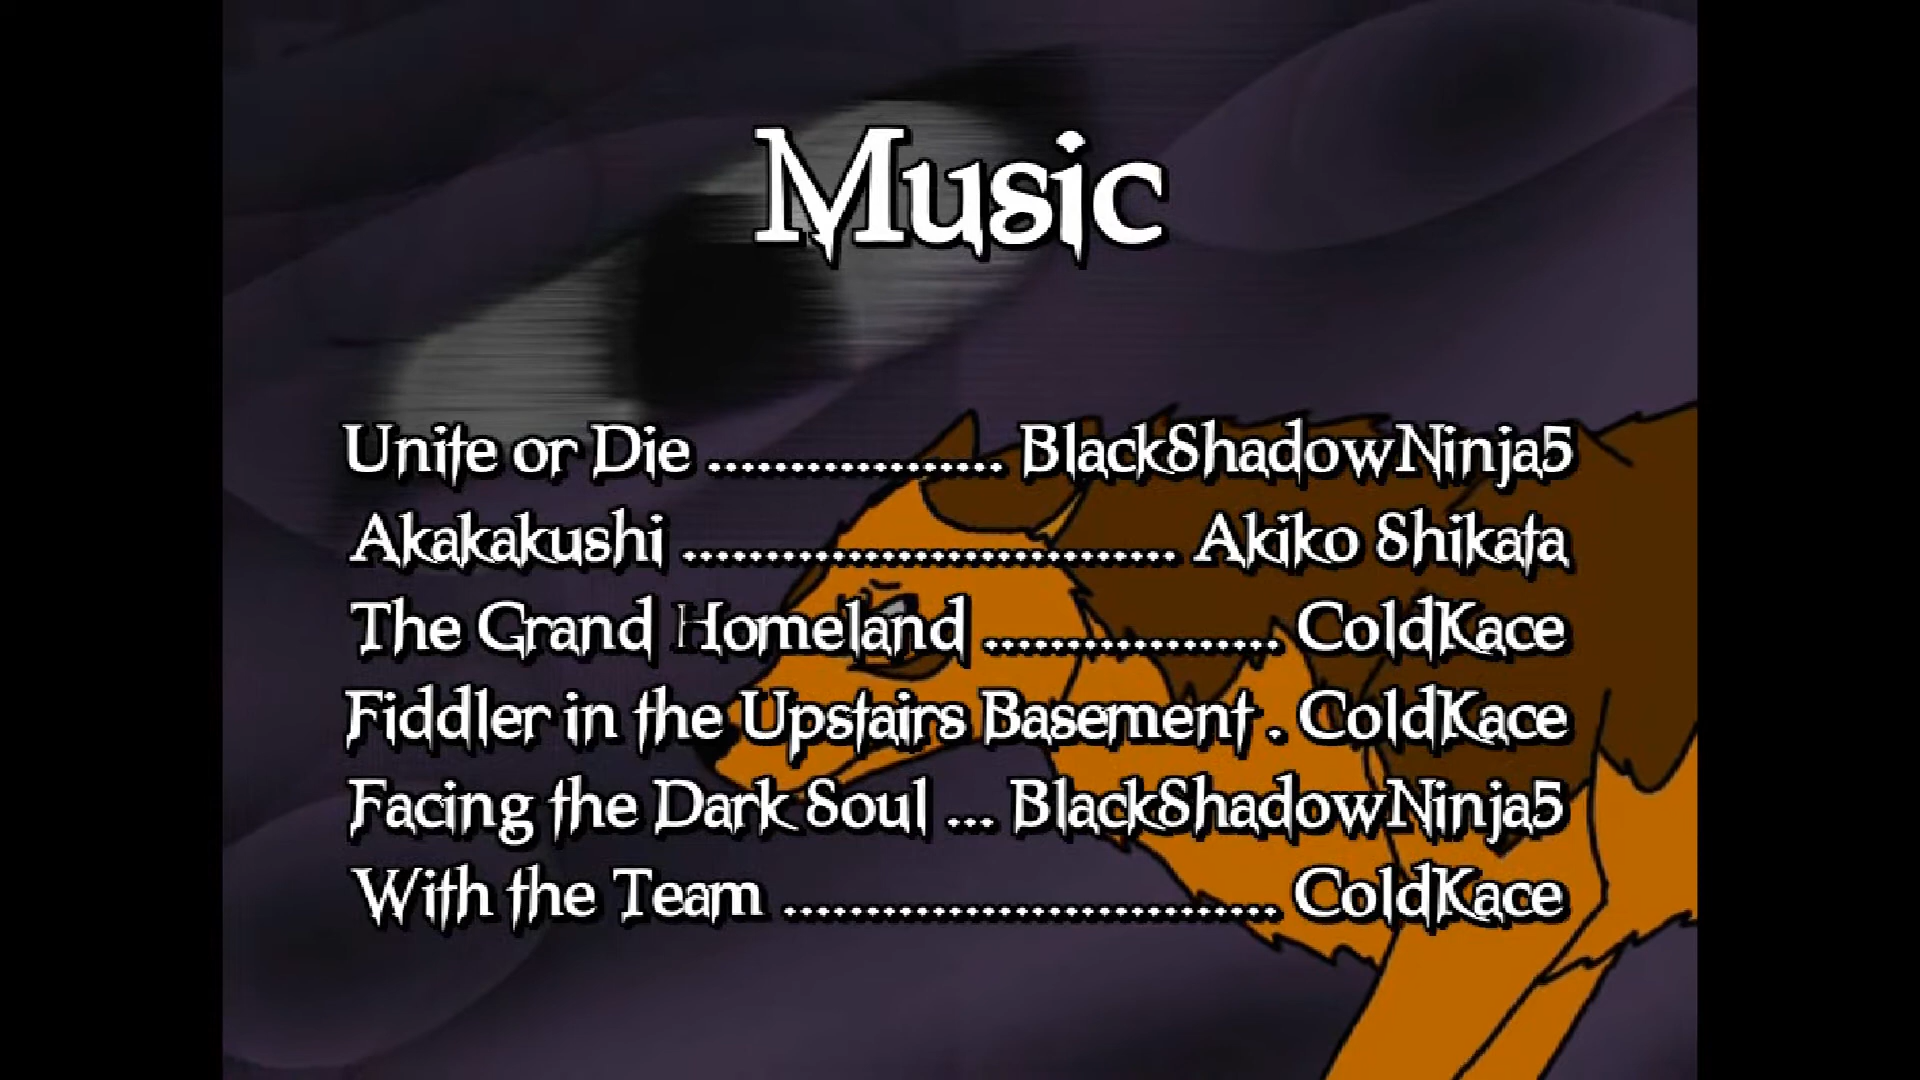 Music
Unite or Die .................. BlackShadowNinja5
Akakakushi .............................. Akiko Shikata
The Grand Homeland .................. ColdKace
Fiddler in the Upstairs Basement . ColdKace
Facing the Dark Soul ... BlackShadowNinja5
With the Team .............................. ColdKace